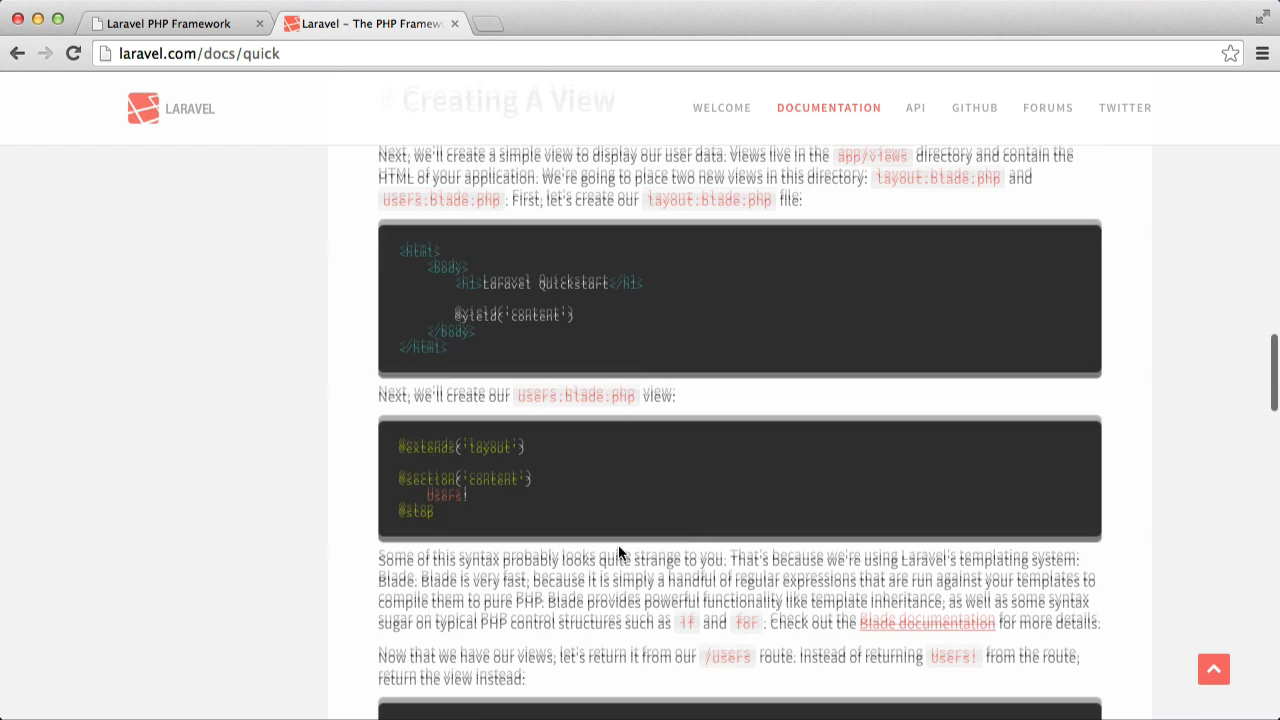 Laravel PHP Framework
Laravel – The PHP Framew
laravel.com/docs/quick
LARAVEL
WELCOME DOCUMENTATION API GITHUB FORUMS TWITTER
# Creating A View
Next, we'll create a simple view to display our user data. Views live in the app/views directory and contain the
HTML of your application. We're going to place two new views in this directory: layout.blade.php and
users.blade.php. First, let's create our layout.blade.php file:
<html>
<body>
<h1>Laravel Quickstart</h1>
@yield('content')
</body>
</html>
Next, we'll create our users.blade.php view:
@extends('layout')
@section('content')
Users!
@stop
Some of this syntax probably looks quite strange to you. That's because we're using Laravel's templating system:
Blade. Blade is very fast, because it is simply a handful of regular expressions that are run against your templates to
compile them to pure PHP. Blade provides powerful functionality like template inheritance, as well as some syntax
sugar on typical PHP control structures such as if and for. Check out the Blade documentation for more details.
Now that we have our views, let's return it from our /users route. Instead of returning Users! from the route,
return the view instead: